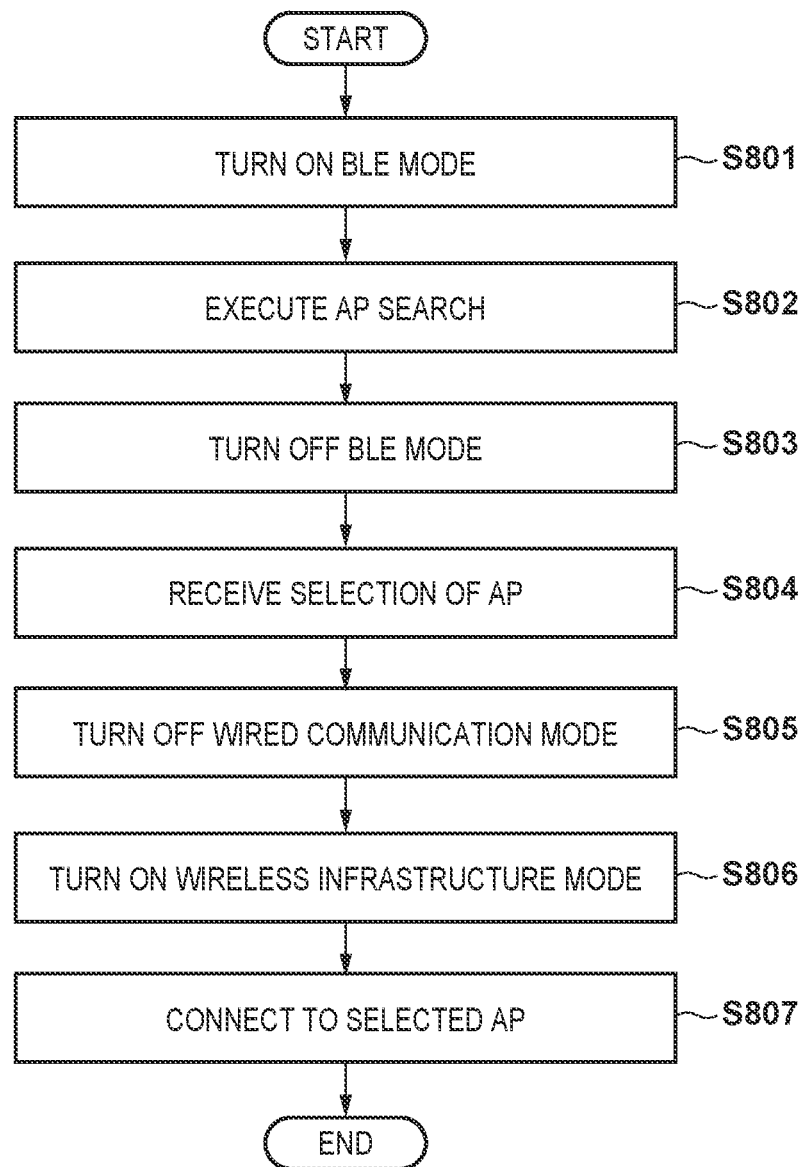 START
TURN ON BLE MODE
S801
EXECUTE AP SEARCH
S802
TURN OFF BLE MODE
S803
RECEIVE SELECTION OF AP
S804
TURN OFF WIRED COMMUNICATION MODE
S805
TURN ON WIRELESS INFRASTRUCTURE MODE
S806
CONNECT TO SELECTED AP
S807
END